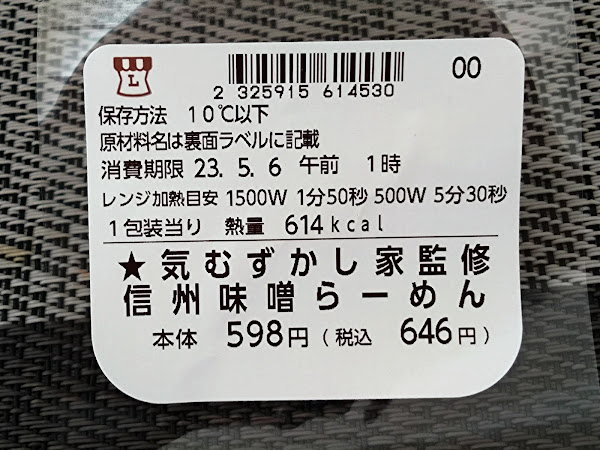 L
00
2 325915 614530
保存方法 10℃以下
原材料名は裏面ラベルに記載
消費期限 23.5.6 午前 1時
レンジ加熱目安 1500W 1分50秒 500W 5分30秒
1包装当り 熱量 614kcal
★気むずかし家監修
信州味噌らーめん
本体 598円(税込 646円)